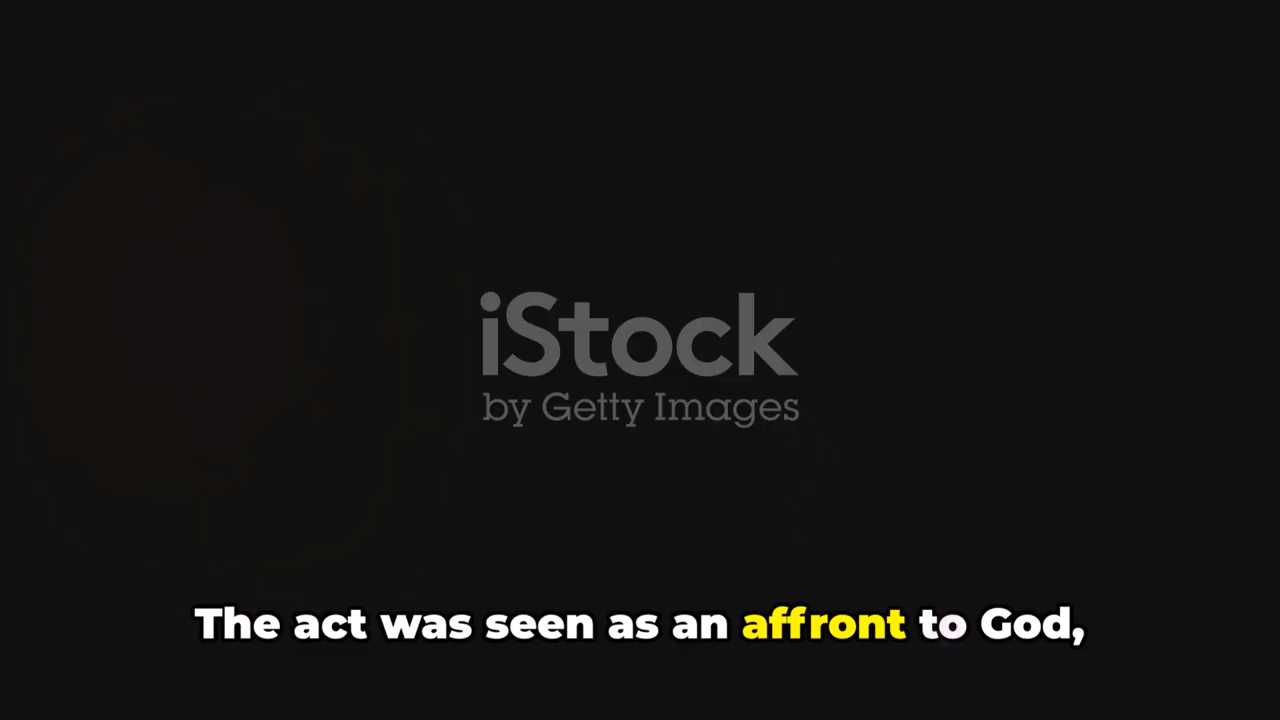 iStock
by Getty Images
The act was seen as an affront to God,